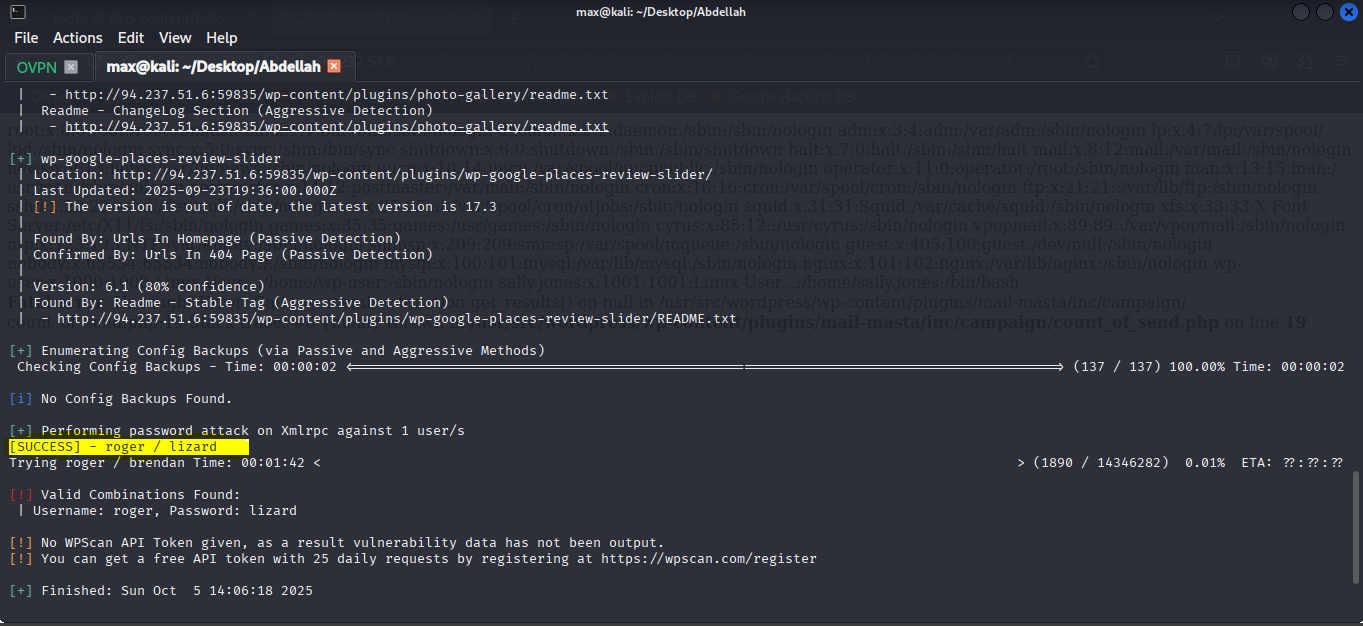 max@kali: ~/Desktop/Abdellah
File Actions Edit View Help
OVPN max@kali: ~/Desktop/Abdellah
| - http://94.237.51.6:59835/wp-content/plugins/photo-gallery/readme.txt
| Readme - ChangeLog Section (Aggressive Detection)
| - http://94.237.51.6:59835/wp-content/plugins/photo-gallery/readme.txt
[+] wp-google-places-review-slider
| Location: http://94.237.51.6:59835/wp-content/plugins/wp-google-places-review-slider/
| Last Updated: 2025-09-23T19:36:00.000Z
| [!] The version is out of date, the latest version is 17.3
|
| Found By: Urls In Homepage (Passive Detection)
| Confirmed By: Urls In 404 Page (Passive Detection)
|
| Version: 6.1 (80% confidence)
| Found By: Readme - Stable Tag (Aggressive Detection)
| - http://94.237.51.6:59835/wp-content/plugins/wp-google-places-review-slider/README.txt
[+] Enumerating Config Backups (via Passive and Aggressive Methods)
Checking Config Backups - Time: 00:00:02 <=====> (137 / 137) 100.00% Time: 00:00:02
[i] No Config Backups Found.
[+] Performing password attack on Xmlrpc against 1 user/s
[SUCCESS] - roger / lizard
Trying roger / brendan Time: 00:01:42 < > (1890 / 14346282) 0.01% ETA: ??:??:??
[!] Valid Combinations Found:
| Username: roger, Password: lizard
[!] No WPScan API Token given, as a result vulnerability data has not been output.
[!] You can get a free API token with 25 daily requests by registering at https://wpscan.com/register
[+] Finished: Sun Oct 5 14:06:18 2025